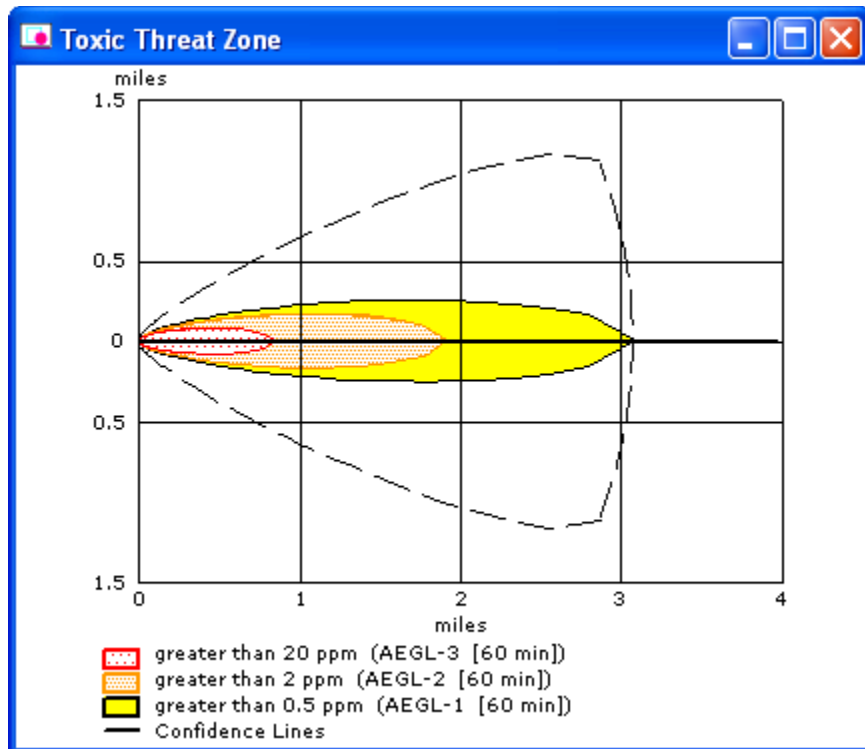 Toxic Threat Zone
miles
1.5
0.5
0
0.5
1.5
0 1 2 3 4
miles
greater than 20 ppm (AEGL-3 [60 min])
greater than 2 ppm (AEGL-2 [60 min])
greater than 0.5 ppm (AEGL-1 [60 min])
Confidence Lines